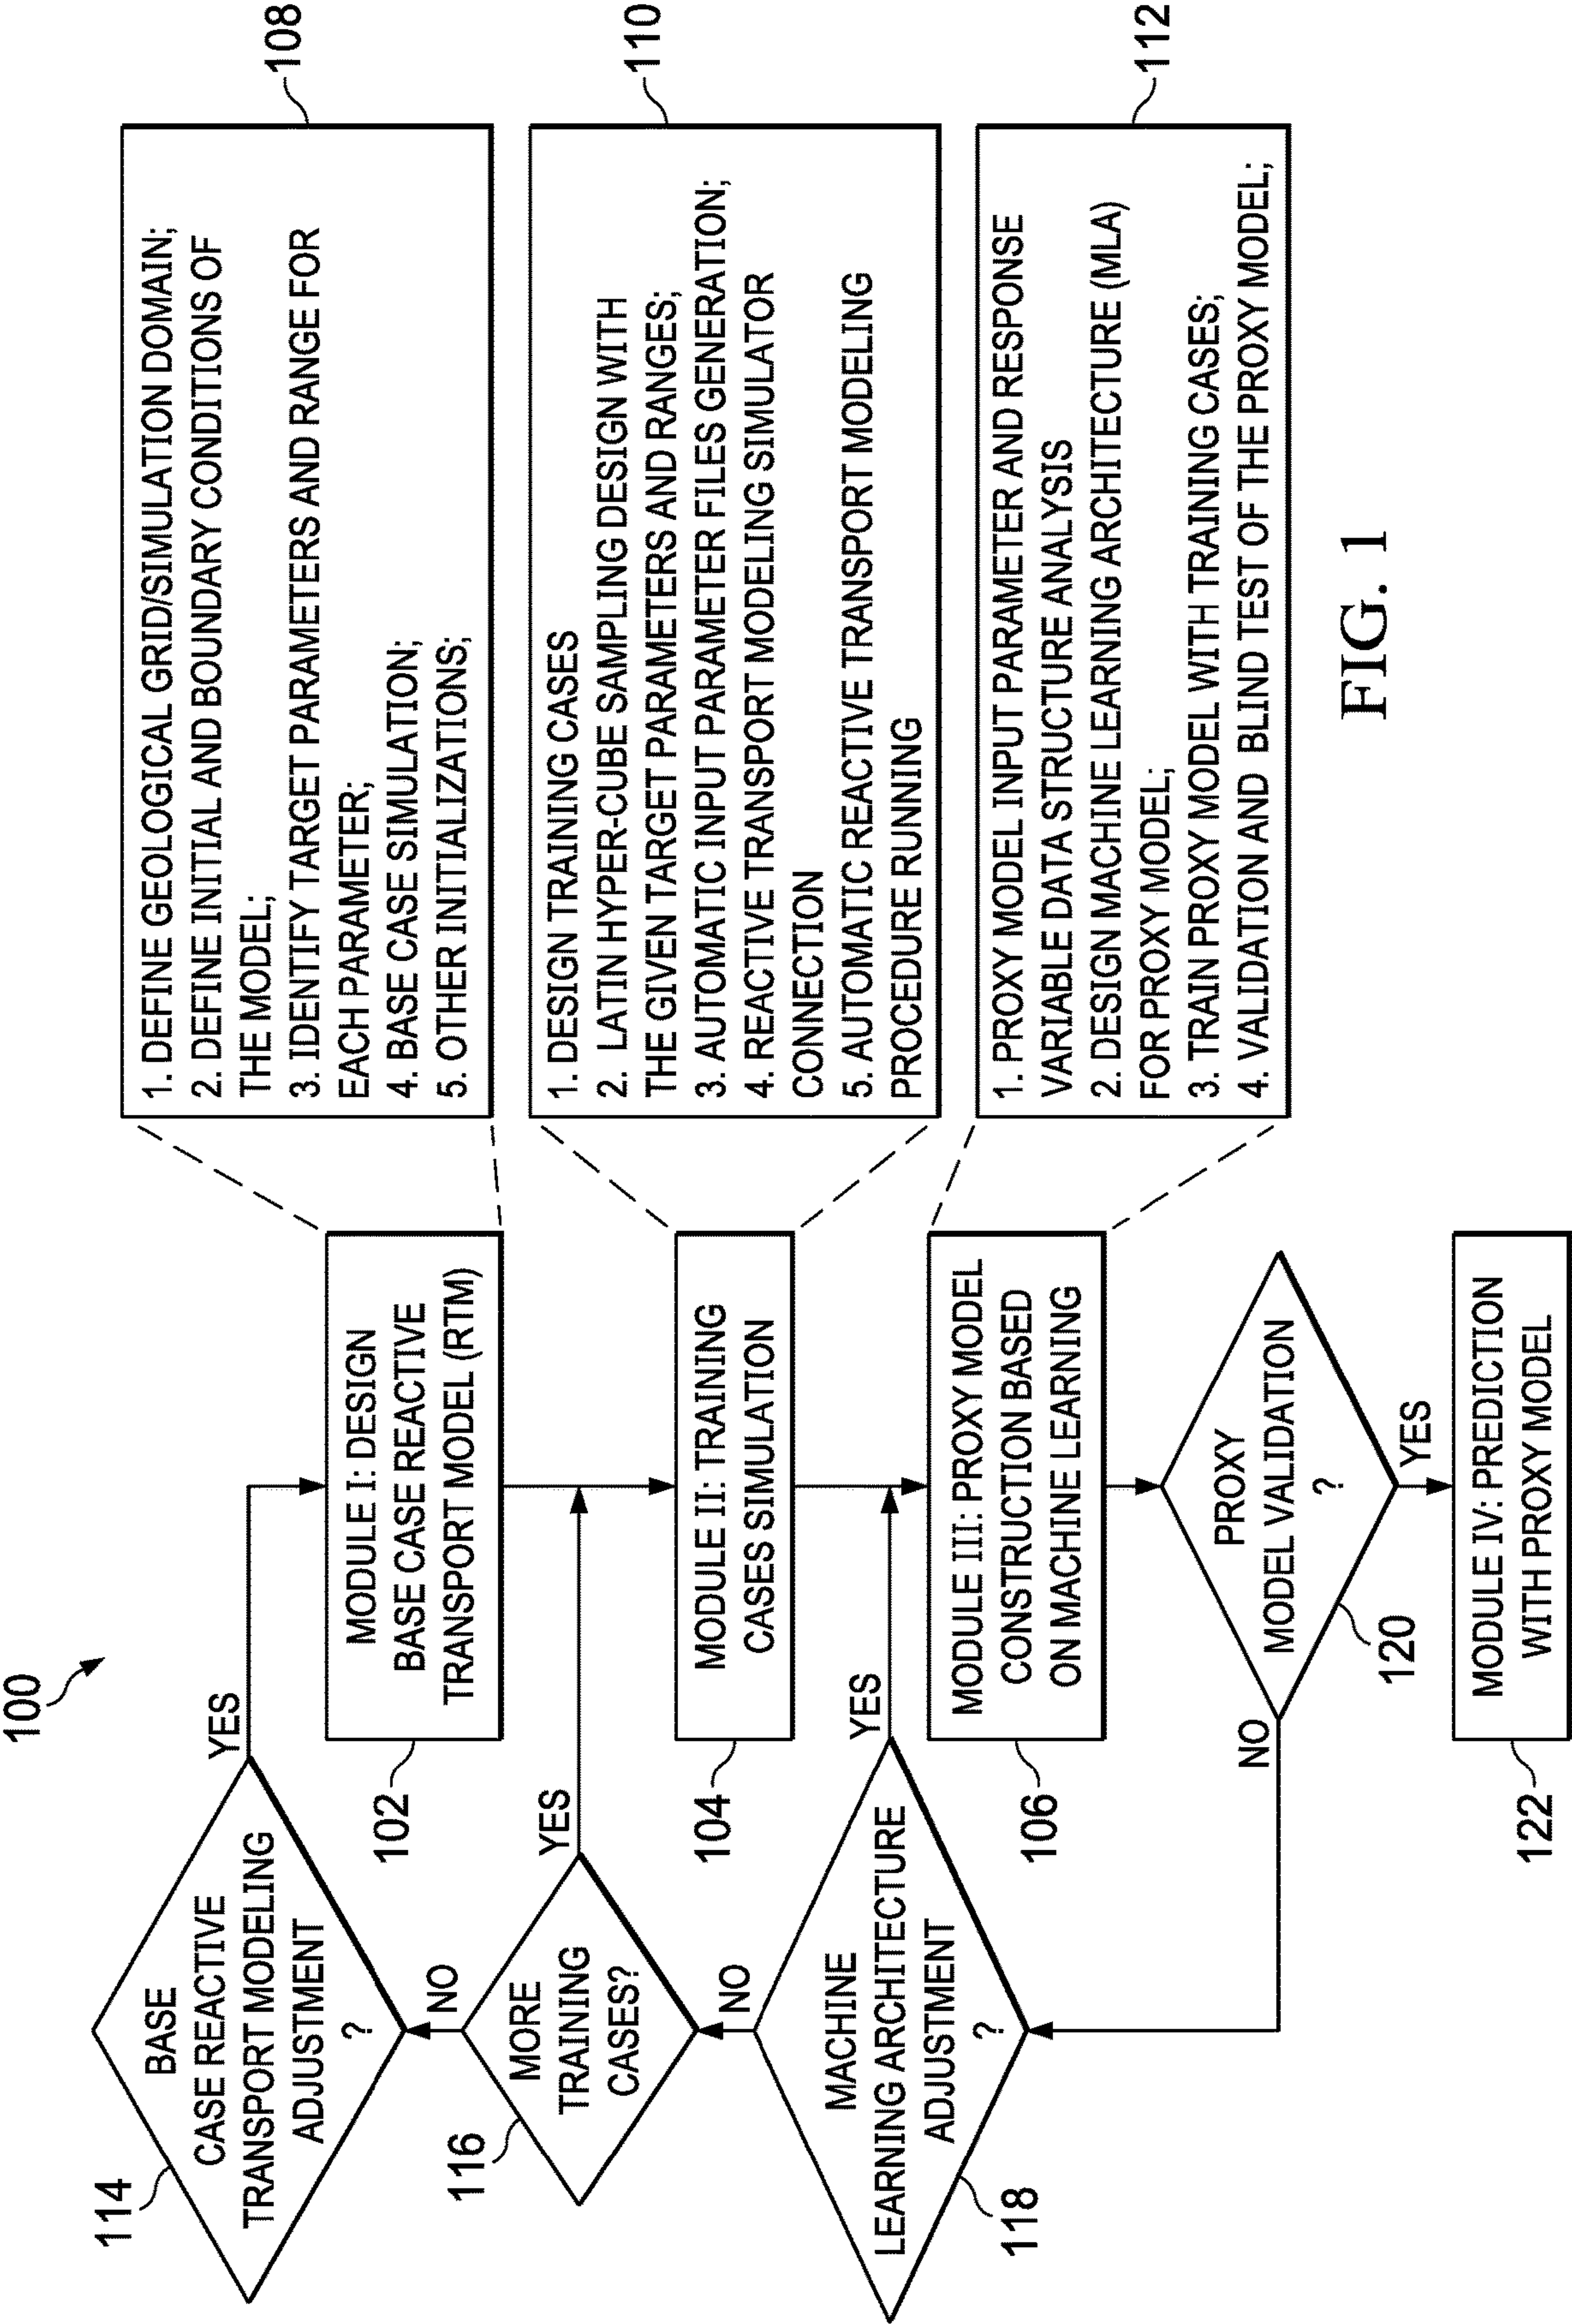 100
BASE
CASE REACTIVE
TRANSPORT MODELING
ADJUSTMENT
?
114
YES
NO
MORE
TRAINING
CASES?
116
YES
NO
MACHINE
LEARNING ARCHITECTURE
ADJUSTMENT
?
118
YES
MODULE I: DESIGN
BASE CASE REACTIVE
TRANSPORT MODEL (RTM)
102
MODULE II: TRAINING
CASES SIMULATION
104
MODULE III: PROXY MODEL
CONSTRUCTION BASED
ON MACHINE LEARNING
106
PROXY
MODEL VALIDATION
?
120
NO
YES
MODULE IV: PREDICTION
WITH PROXY MODEL
122
1. DEFINE GEOLOGICAL GRID/SIMULATION DOMAIN;
2. DEFINE INITIAL AND BOUNDARY CONDITIONS OF
THE MODEL;
3. IDENTIFY TARGET PARAMETERS AND RANGE FOR
EACH PARAMETER;
4. BASE CASE SIMULATION;
5. OTHER INITIALIZATIONS;
108
1. DESIGN TRAINING CASES
2. LATIN HYPER-CUBE SAMPLING DESIGN WITH
THE GIVEN TARGET PARAMETERS AND RANGES;
3. AUTOMATIC INPUT PARAMETER FILES GENERATION;
4. REACTIVE TRANSPORT MODELING SIMULATOR
CONNECTION
5. AUTOMATIC REACTIVE TRANSPORT MODELING
PROCEDURE RUNNING
110
1. PROXY MODEL INPUT PARAMETER AND RESPONSE
VARIABLE DATA STRUCTURE ANALYSIS
2. DESIGN MACHINE LEARNING ARCHITECTURE (MLA)
FOR PROXY MODEL;
3. TRAIN PROXY MODEL WITH TRAINING CASES;
4. VALIDATION AND BLIND TEST OF THE PROXY MODEL;
112
FIG. 1